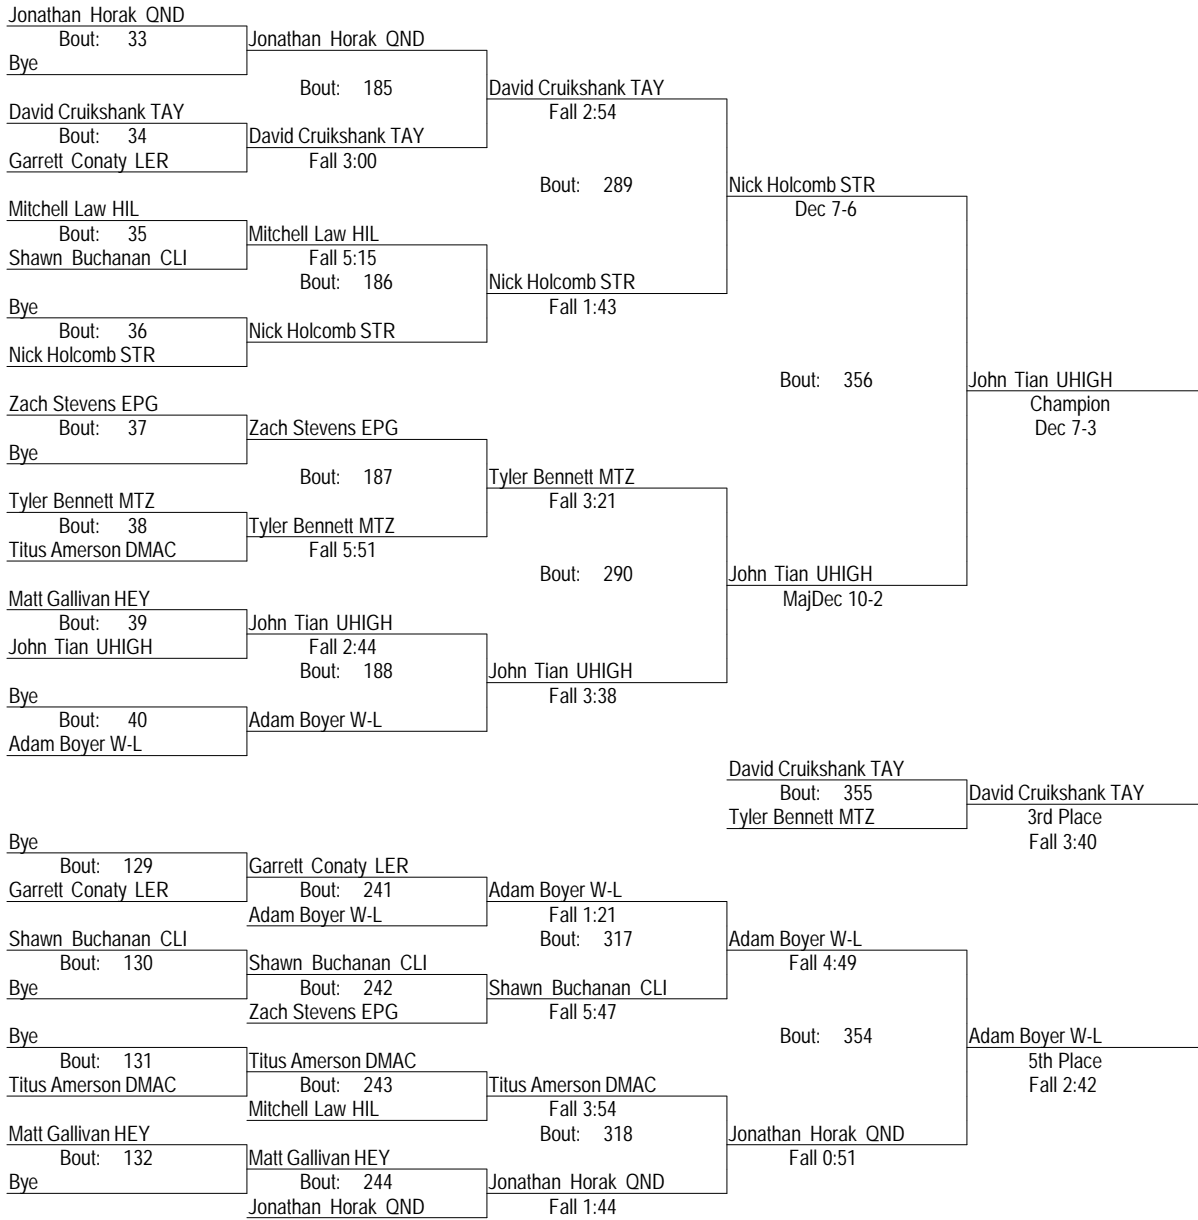 Jonathan Horak QND
Bout: 33
Jonathan Horak QND
Bye
Bout: 185
David Cruikshank TAY
David Cruikshank TAY
Fall 2:54
Bout: 34
David Cruikshank TAY
Garrett Conaty LER
Fall 3:00
Bout: 289
Nick Holcomb STR
Mitchell Law HIL
Dec 7-6
Bout: 35
Mitchell Law HIL
Shawn Buchanan CLI
Fall 5:15
Bout: 186
Nick Holcomb STR
Bye
Fall 1:43
Bout: 36
Nick Holcomb STR
Nick Holcomb STR
Bout: 356
John Tian UHIGH
Zach Stevens EPG
Champion
Bout: 37
Zach Stevens EPG
Dec 7-3
Bye
Bout: 187
Tyler Bennett MTZ
Tyler Bennett MTZ
Fall 3:21
Bout: 38
Tyler Bennett MTZ
Titus Amerson DMAC
Fall 5:51
Bout: 290
John Tian UHIGH
Matt Gallivan HEY
MajDec 10-2
Bout: 39
John Tian UHIGH
John Tian UHIGH
Fall 2:44
Bout: 188
John Tian UHIGH
Bye
Fall 3:38
Bout: 40
Adam Boyer W-L
Adam Boyer W-L
David Cruikshank TAY
Bout: 355
David Cruikshank TAY
Tyler Bennett MTZ
3rd Place
Fall 3:40
Bye
Bout: 129
Garrett Conaty LER
Garrett Conaty LER
Bout: 241
Adam Boyer W-L
Adam Boyer W-L
Fall 1:21
Shawn Buchanan CLI
Bout: 317
Adam Boyer W-L
Bout: 130
Shawn Buchanan CLI
Fall 4:49
Bye
Bout: 242
Shawn Buchanan CLI
Zach Stevens EPG
Fall 5:47
Bye
Bout: 354
Adam Boyer W-L
Bout: 131
Titus Amerson DMAC
5th Place
Titus Amerson DMAC
Bout: 243
Titus Amerson DMAC
Fall 2:42
Mitchell Law HIL
Fall 3:54
Matt Gallivan HEY
Bout: 318
Jonathan Horak QND
Bout: 132
Matt Gallivan HEY
Fall 0:51
Bye
Bout: 244
Jonathan Horak QND
Jonathan Horak QND
Fall 1:44